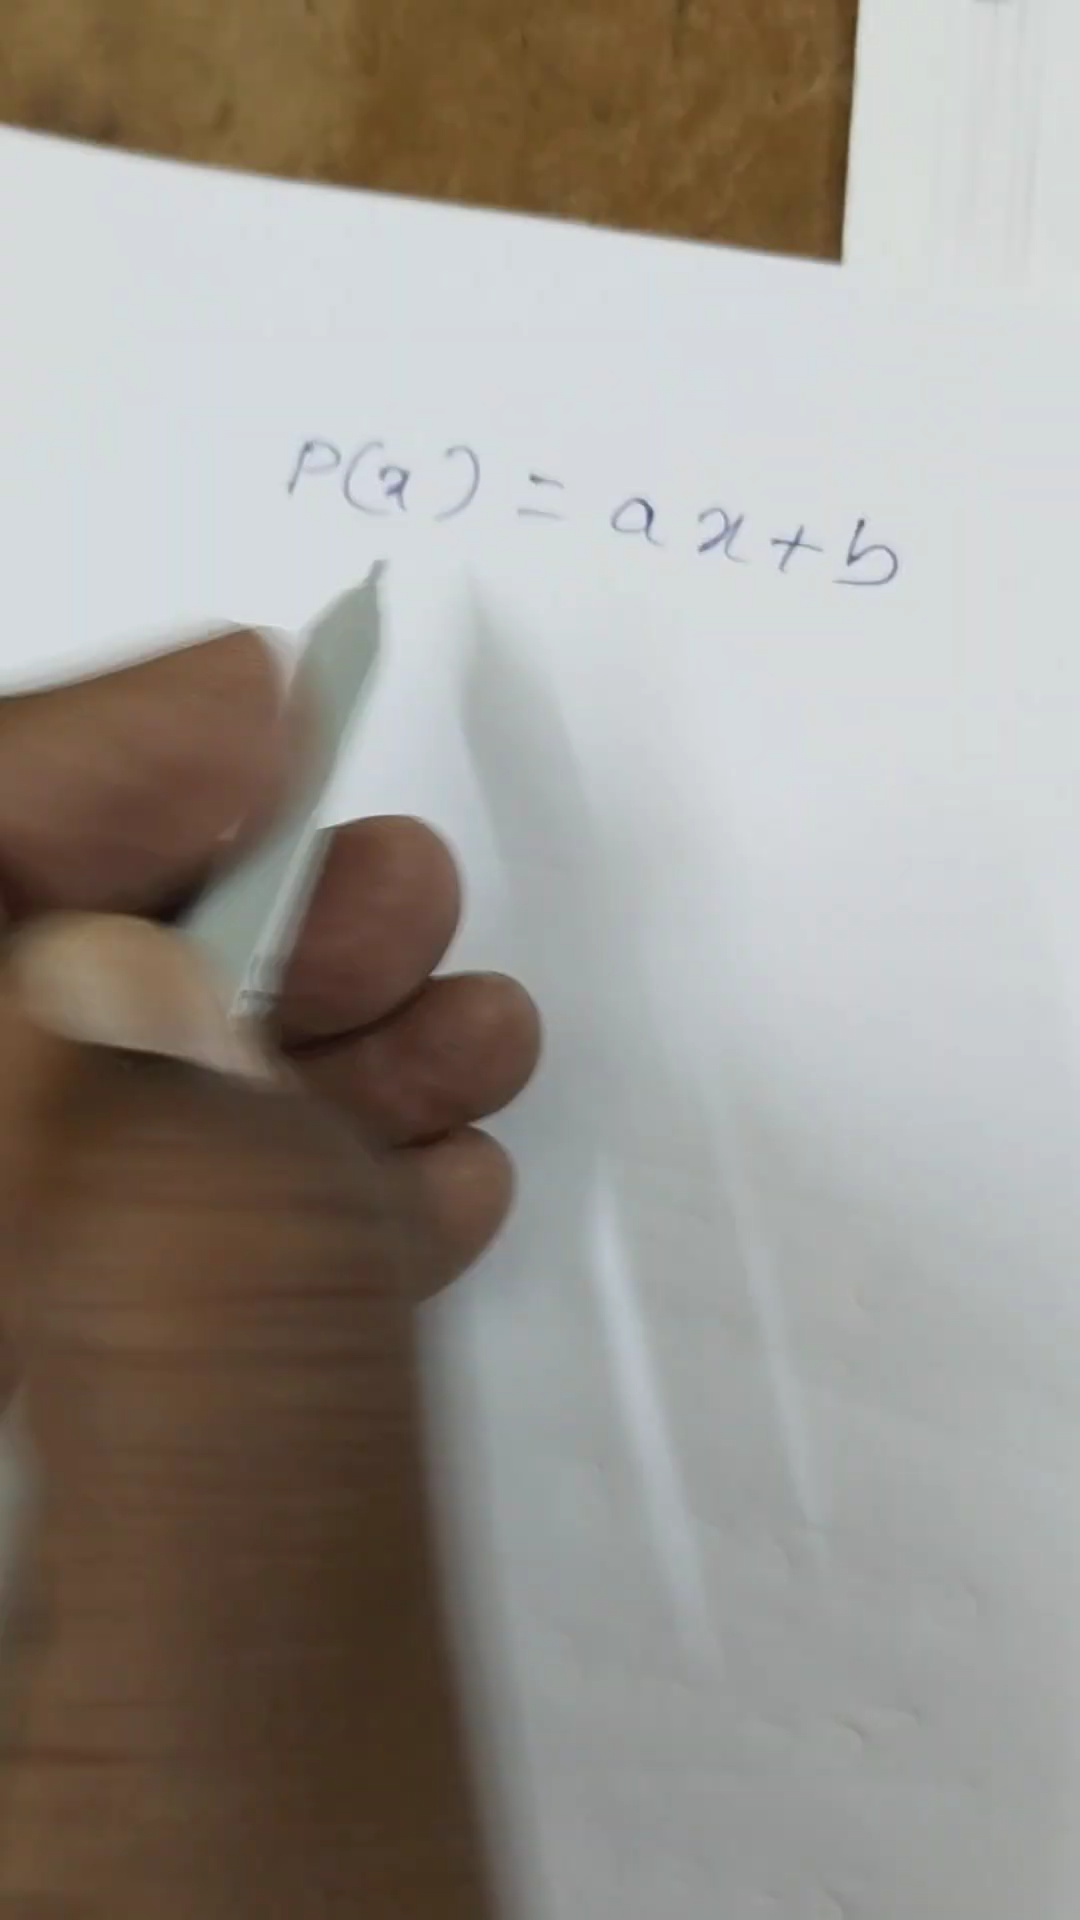 P(x) = ax+b